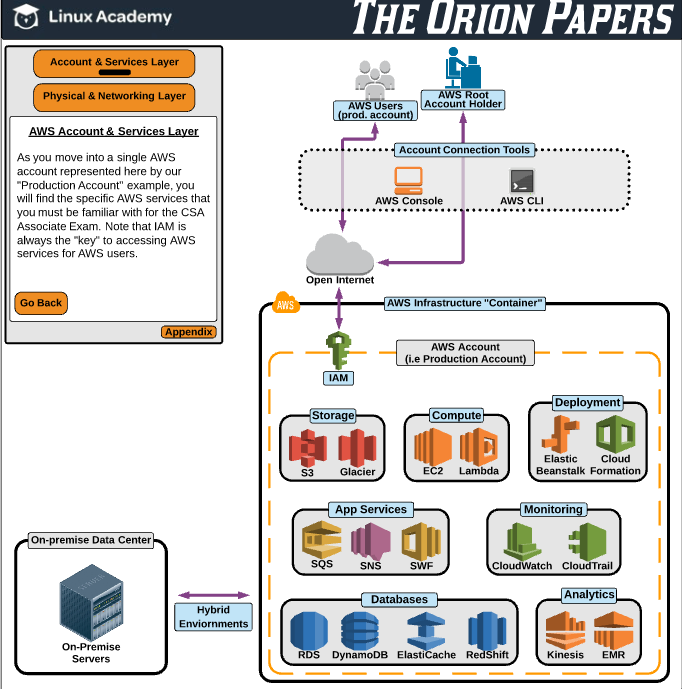 Linux Academy
THE ORION PAPERS
Account & Services Layer
Physical & Networking Layer
AWS Account & Services Layer
As you move into a single AWS
account represented here by our
"Production Account" example, you
will find the specific AWS services that
you must be familiar with for the CSA
Associate Exam. Note that IAM is
always the "key" to accessing AWS
services for AWS users.
Go Back
Appendix
AWS Users
(prod. account)
AWS Root
Account Holder
Account Connection Tools
AWS Console
AWS CLI
Open Internet
AWS
AWS Infrastructure "Container"
IAM
AWS Account
(i.e Production Account)
Storage
S3
Glacier
Compute
EC2
Lambda
Deployment
Elastic
Beanstalk
Cloud
Formation
App Services
SQS
SNS
SWF
Monitoring
CloudWatch
CloudTrail
Databases
RDS
DynamoDB
ElastiCache
RedShift
Analytics
Kinesis
EMR
On-premise Data Center
On-Premise
Servers
Hybrid
Enviornments